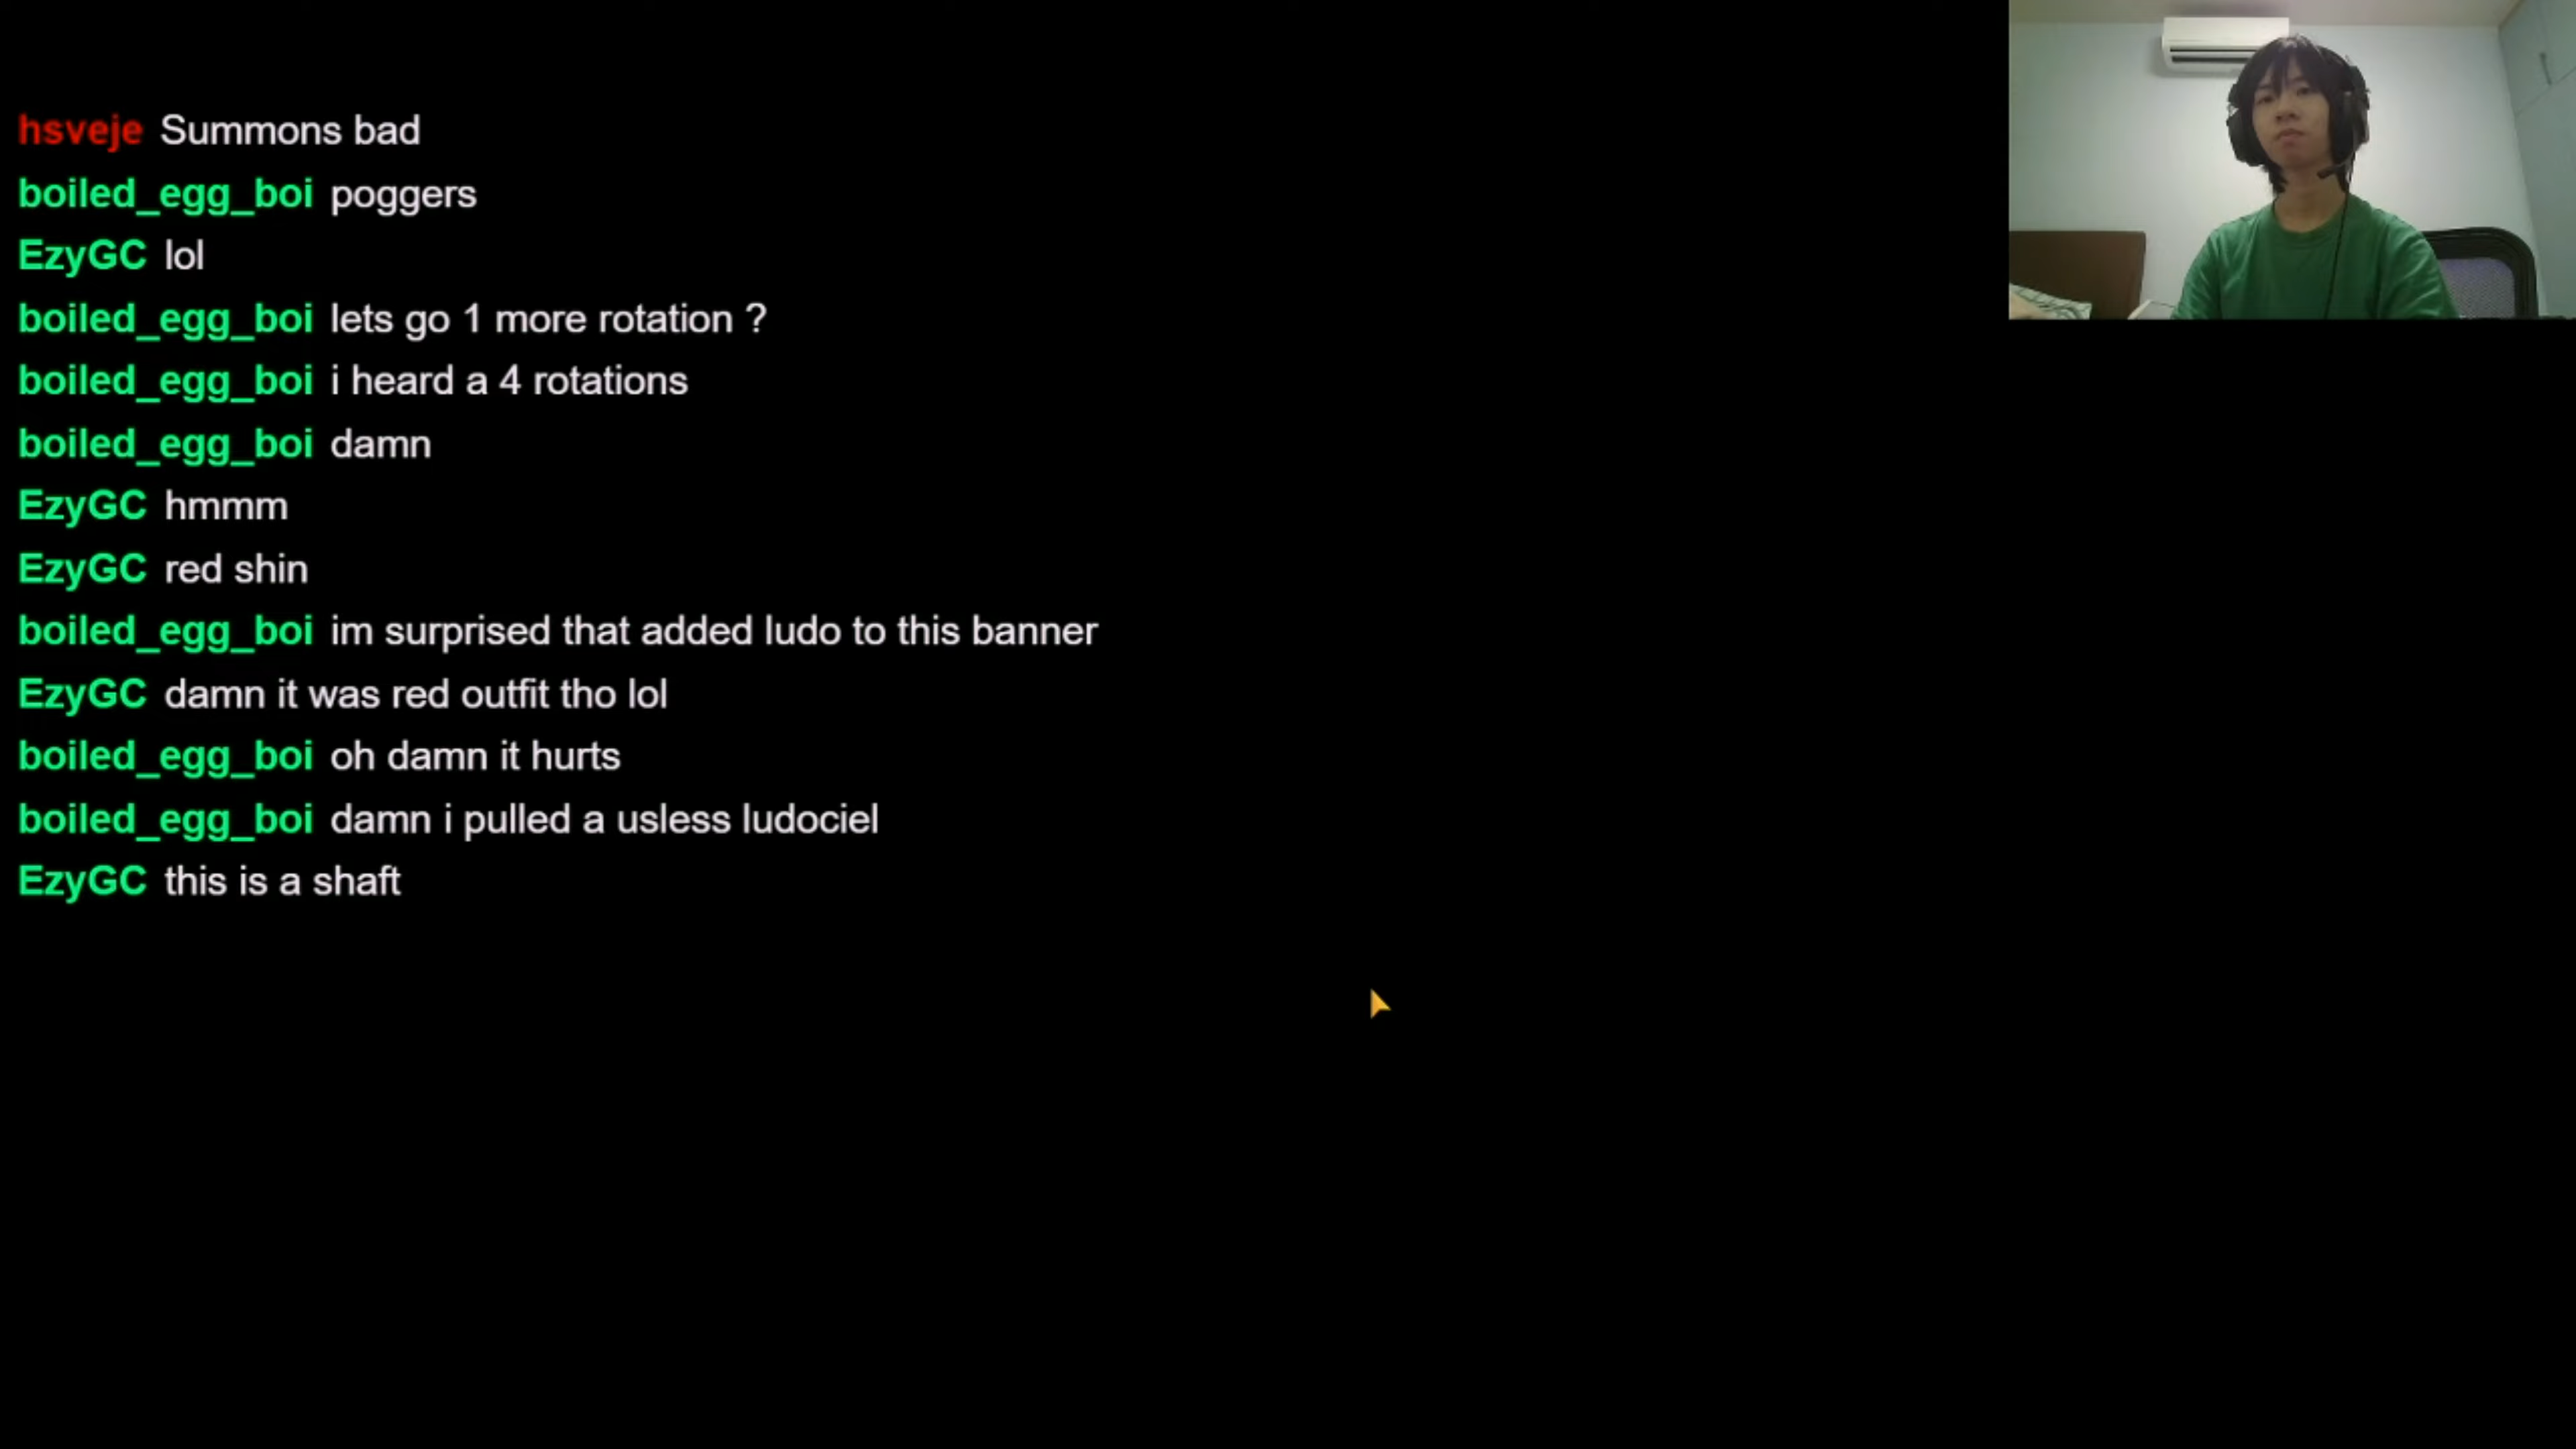 hsveje Summons bad
boiled_egg_boi poggers
EzyGC lol
boiled_egg_boi lets go 1 more rotation ?
boiled_egg_boi i heard a 4 rotations
boiled_egg_boi damn
EzyGC hmmm
EzyGC red shin
boiled_egg_boi im surprised that added ludo to this banner
EzyGC damn it was red outfit tho lol
boiled_egg_boi oh damn it hurts
boiled_egg_boi damn i pulled a usless ludociel
EzyGC this is a shaft